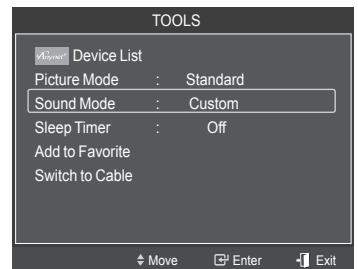 TOOLS
Anynet+ Device List
Picture Mode : Standard
Sound Mode : Custom
Sleep Timer : Off
Add to Favorite
Switch to Cable
Move Enter Exit